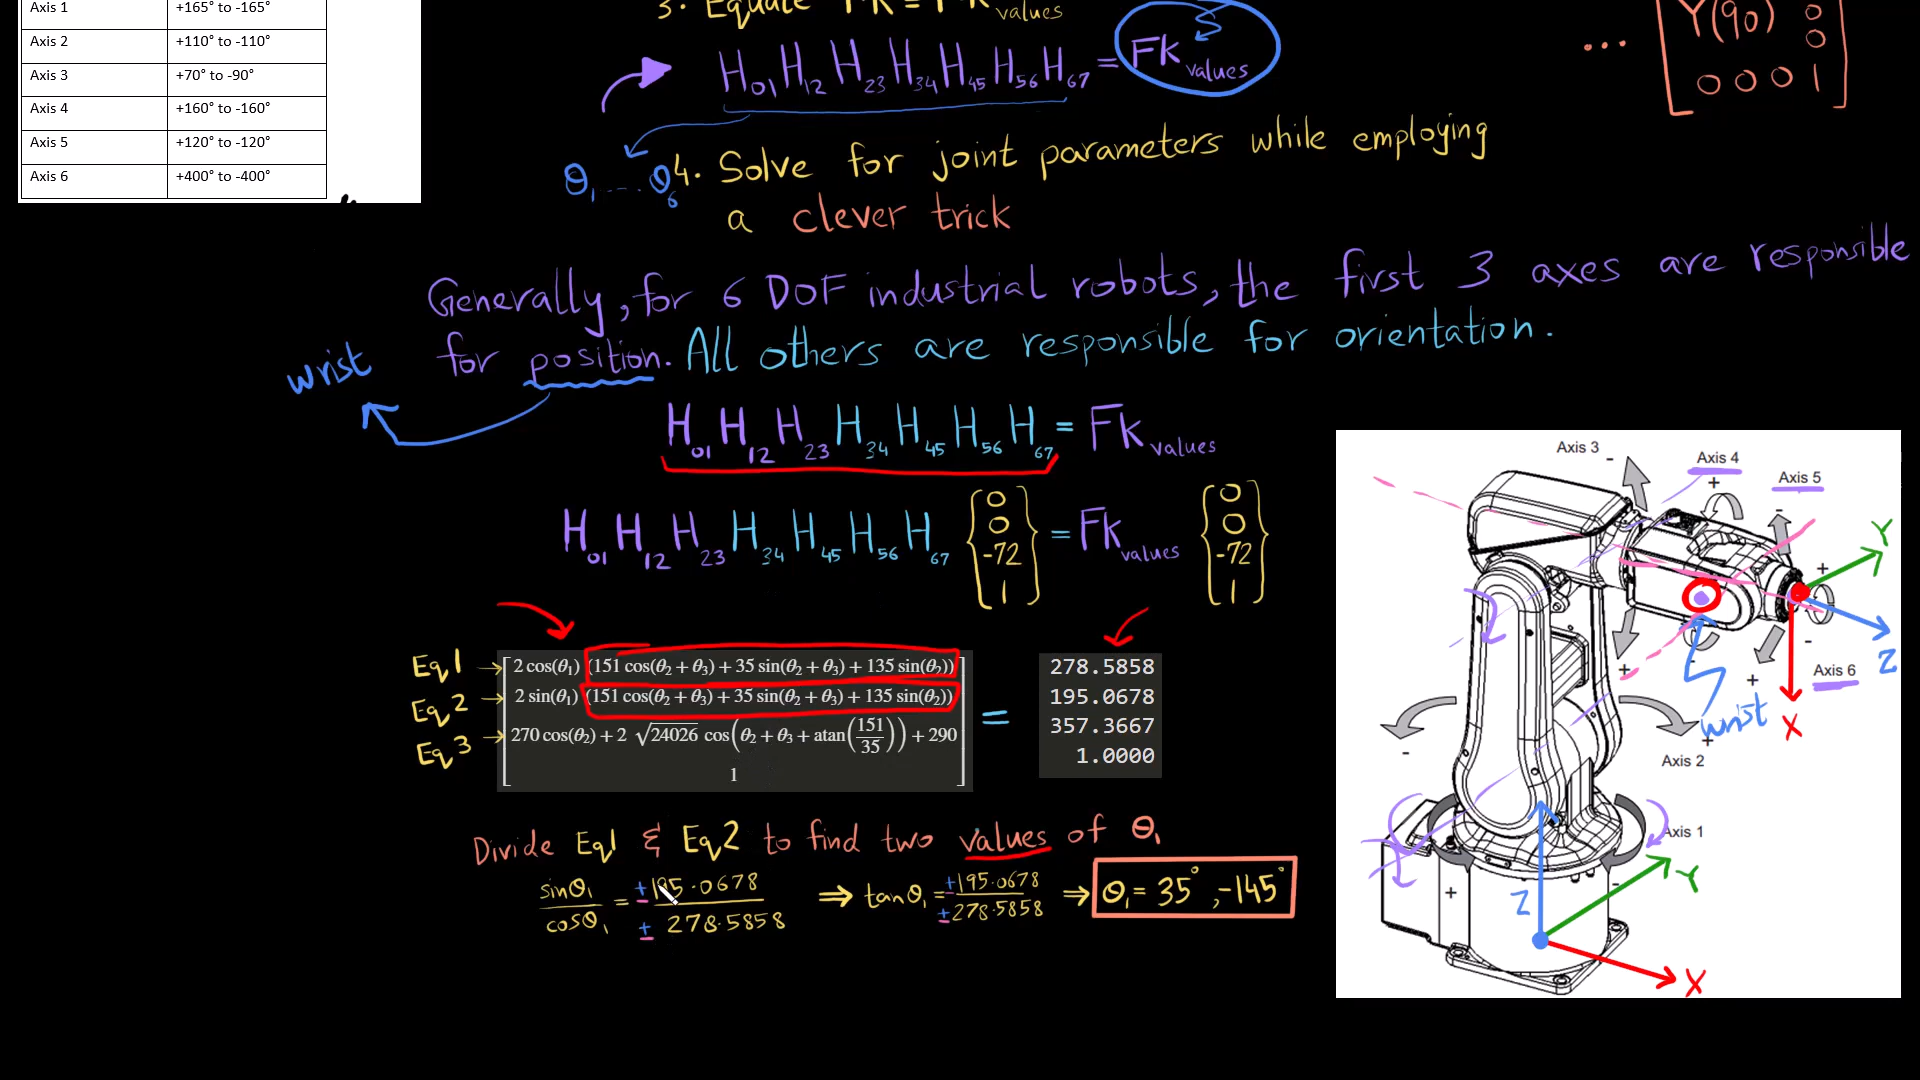 Axis 1 +165° to -165°
Axis 2 +110° to -110°
Axis 3 +70° to -90°
Axis 4 +160° to -160°
Axis 5 +120° to -120°
Axis 6 +400° to -400°
3. Equate FK = FK values
H01 H12 H23 H34 H45 H56 H67 = Fk values
... [Y(90) 0
0
0 0 0 1]
θ1 .... θ6
4. Solve for joint parameters while employing
a clever trick
Generally, for 6 DOF industrial robots, the first 3 axes are responsible
for position. All others are responsible for orientation.
wrist
H01 H12 H23 H34 H45 H56 H67 = Fk values
H01 H12 H23 H34 H45 H56 H67 {0 0 -72 1} = Fk values {0 0 -72 1}
Eq1 → 2 cos(θ1) (151 cos(θ2 + θ3) + 35 sin(θ2 + θ3) + 135 sin(θ2)) 278.5858
Eq2 → 2 sin(θ1) (151 cos(θ2 + θ3) + 35 sin(θ2 + θ3) + 135 sin(θ2)) 195.0678
Eq3 → 270 cos(θ2) + 2 √24026 cos(θ2 + θ3 + atan(151/35)) + 290 = 357.3667
1 1.0000
Divide Eq1 & Eq2 to find two values of θ1
sinθ1/cosθ1 = ±195.0678/±278.5858 ⇒ tanθ1 = ±195.0678/±278.5858 ⇒ θ1 = 35°, -145°
Axis 3 -
Axis 4
+
Axis 5
-
Y
+
-
Z
+
Axis 6
+
wrist
X
-
+
Axis 2
Axis 1
+
-
Z
Y
X